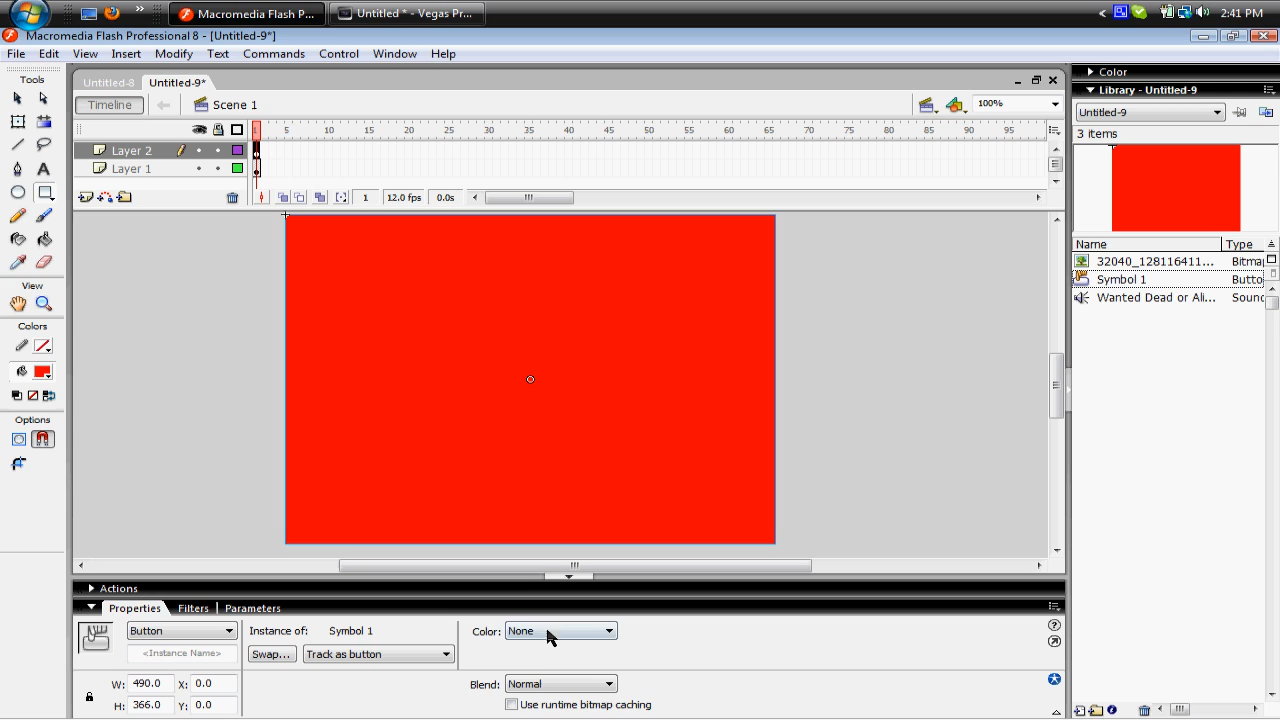 Macromedia Flash P...
Untitled * - Vegas Pr...
2:41 PM
Macromedia Flash Professional 8 - [Untitled-9*]
File Edit View Insert Modify Text Commands Control Window Help
Tools
View
Colors
Options
Untitled-8 Untitled-9*
Timeline Scene 1 100%
1 5 10 15 20 25 30 35 40 45 50 55 60 65 70 75 80 85 90 95
Layer 2
Layer 1
1 12.0 fps 0.0s
Color
Library - Untitled-9
Untitled-9
3 items
Name Type
32040_128116411... Bitmap
Symbol 1 Butto
Wanted Dead or Ali... Sound
Actions
Properties Filters Parameters
Button Instance of: Symbol 1 Color: None
<Instance Name> Swap... Track as button
W: 490.0 X: 0.0 Blend: Normal
H: 366.0 Y: 0.0 Use runtime bitmap caching